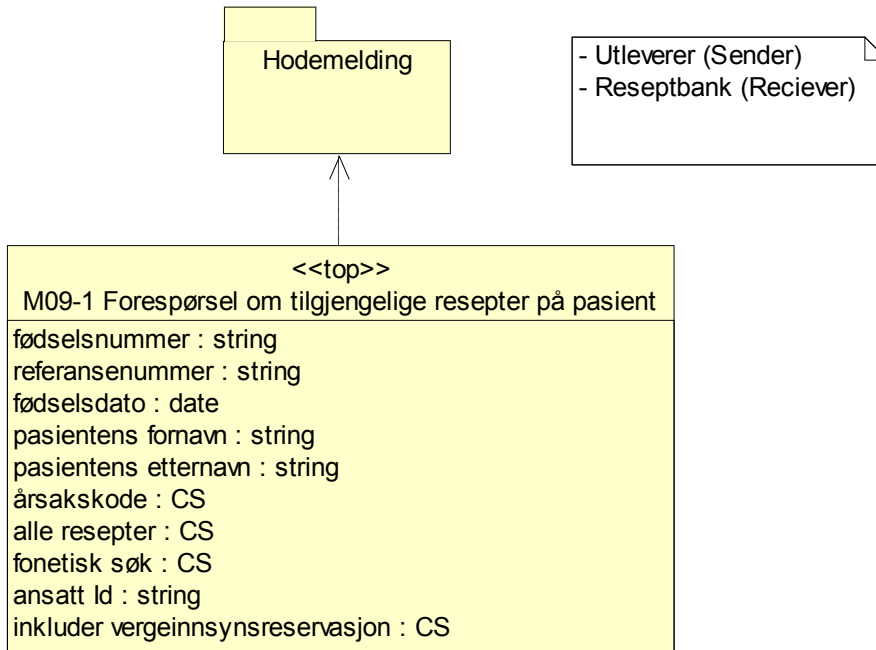 Hodemelding
- Utleverer (Sender)
- Reseptbank (Reciever)
<<top>>
M09-1 Forespørsel om tilgjengelige resepter på pasient
fødselsnummer : string
referansenummer : string
fødselsdato : date
pasientens fornavn : string
pasientens etternavn : string
årsakskode : CS
alle resepter : CS
fonetisk søk : CS
ansatt Id : string
inkluder vergeinnsynsreservasjon : CS